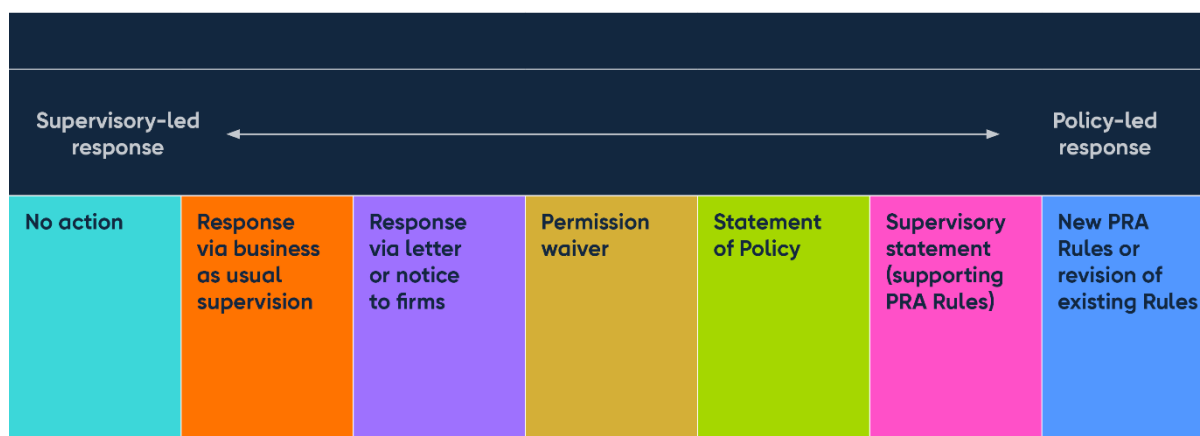 Supervisory-led
response
Policy-led
response
No action
Response
via business
as usual
supervision
Response
via letter
or notice
to firms
Permission
waiver
Statement
of Policy
Supervisory
statement
(supporting
PRA Rules)
New PRA
Rules or
revision of
existing Rules